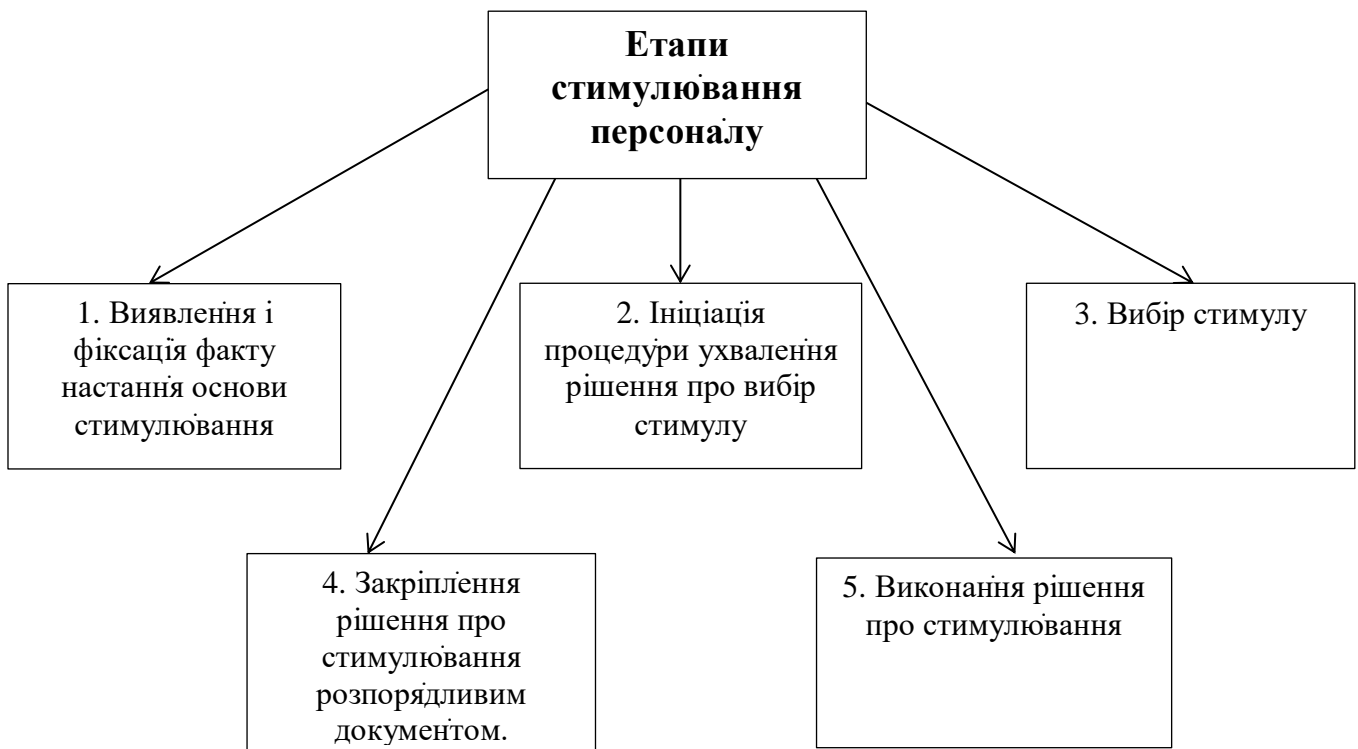 Етапи
стимулювання
персоналу
1. Виявлення і
фіксація факту
настання основи
стимулювання
2. Ініціація
процедури ухвалення
рішення про вибір
стимулу
3. Вибір стимулу
4. Закріплення
рішення про
стимулювання
розпорядливим
документом.
5. Виконання рішення
про стимулювання